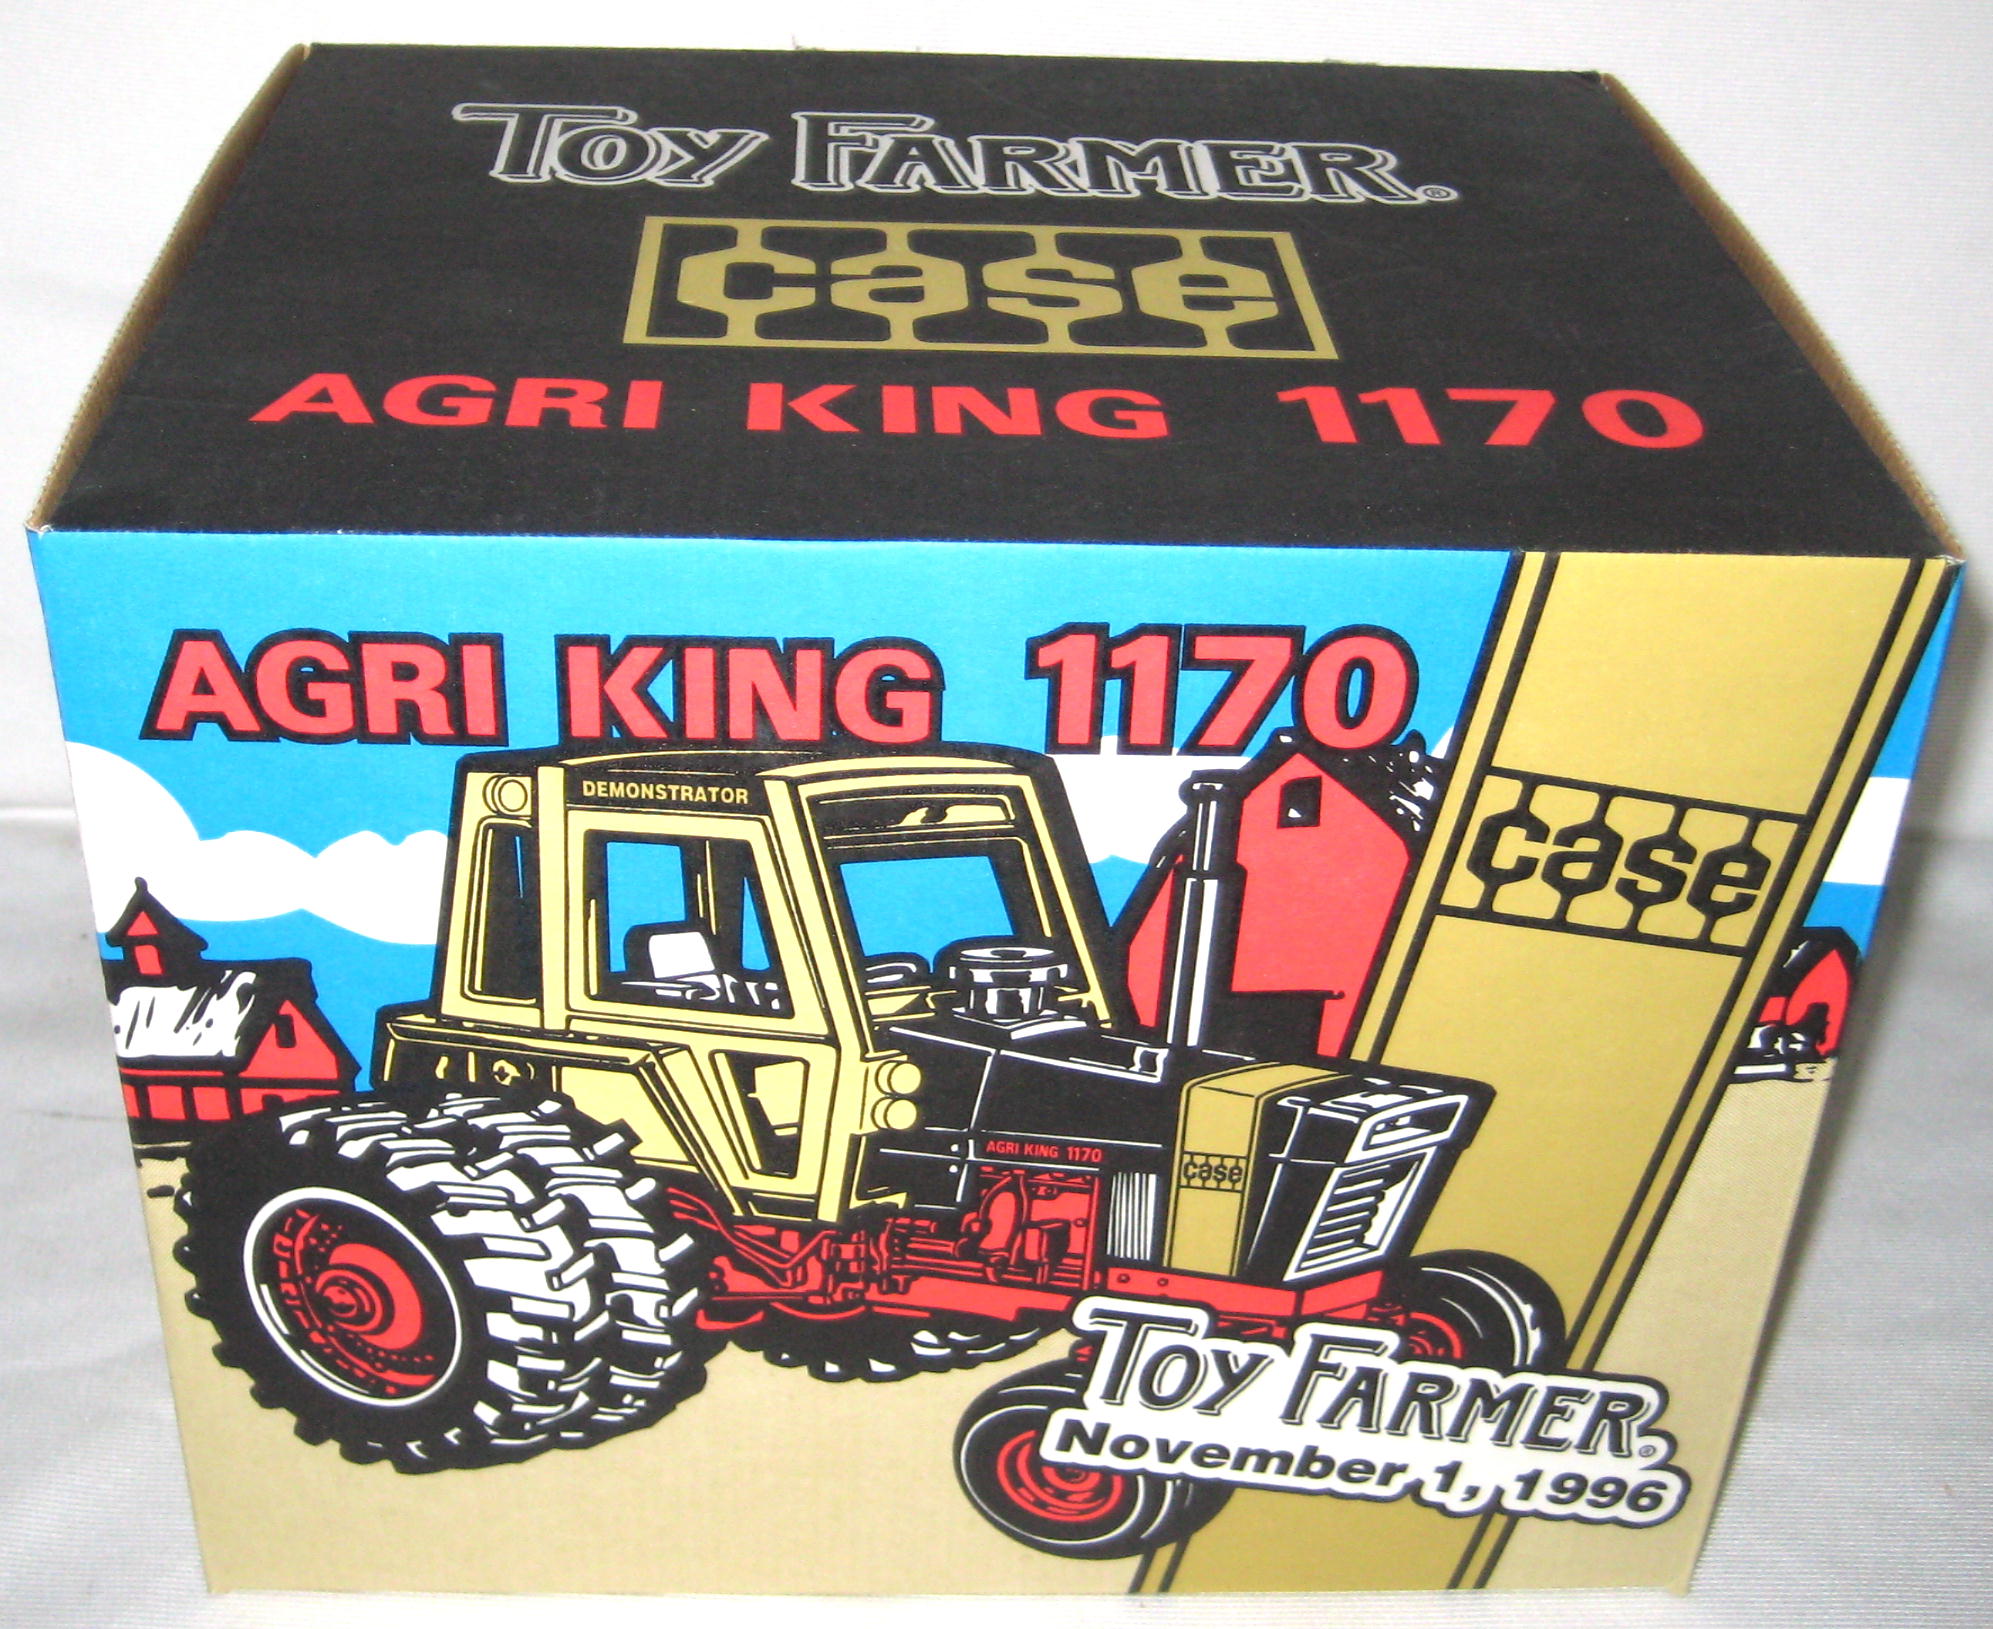 TOY FARMER®
case
AGRI KING 1170
AGRI KING 1170
DEMONSTRATOR
case
AGRI KING 1170
case
TOY FARMER®
November 1, 1996